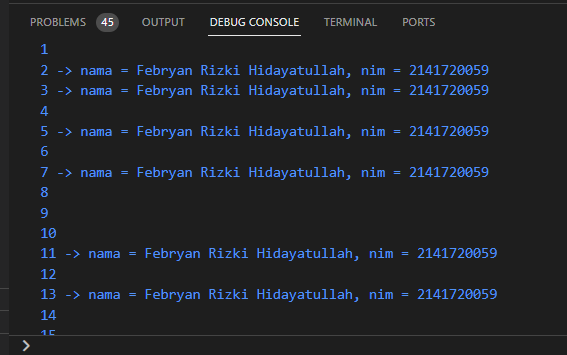 PROBLEMS 45 OUTPUT DEBUG CONSOLE TERMINAL PORTS
1
2 -> nama = Febryan Rizki Hidayatullah, nim = 2141720059
3 -> nama = Febryan Rizki Hidayatullah, nim = 2141720059
4
5 -> nama = Febryan Rizki Hidayatullah, nim = 2141720059
6
7 -> nama = Febryan Rizki Hidayatullah, nim = 2141720059
8
9
10
11 -> nama = Febryan Rizki Hidayatullah, nim = 2141720059
12
13 -> nama = Febryan Rizki Hidayatullah, nim = 2141720059
14
15
>